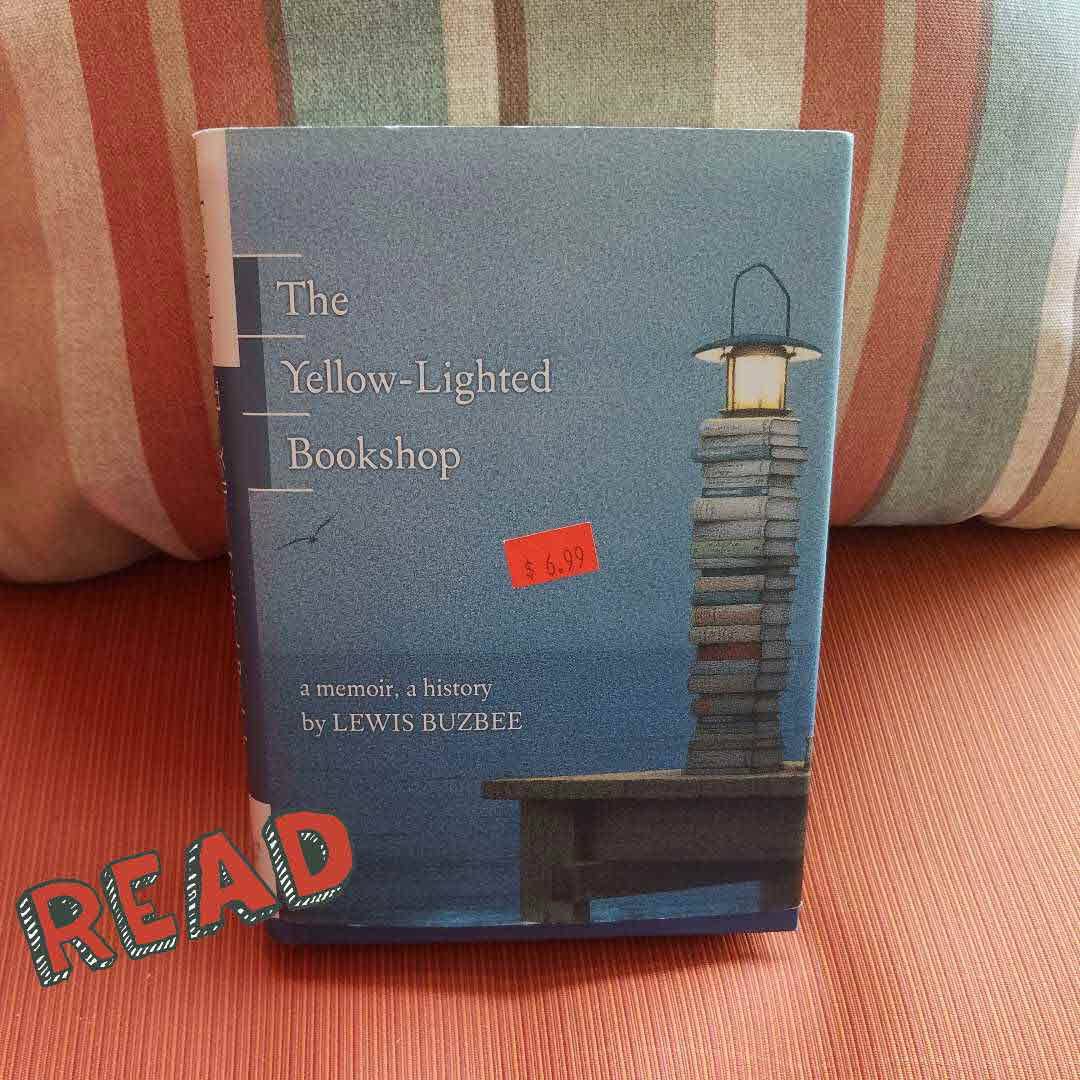 The
Yellow-Lighted
Bookshop
$ 6.99
a memoir, a history
by LEWIS BUZBEE
READ